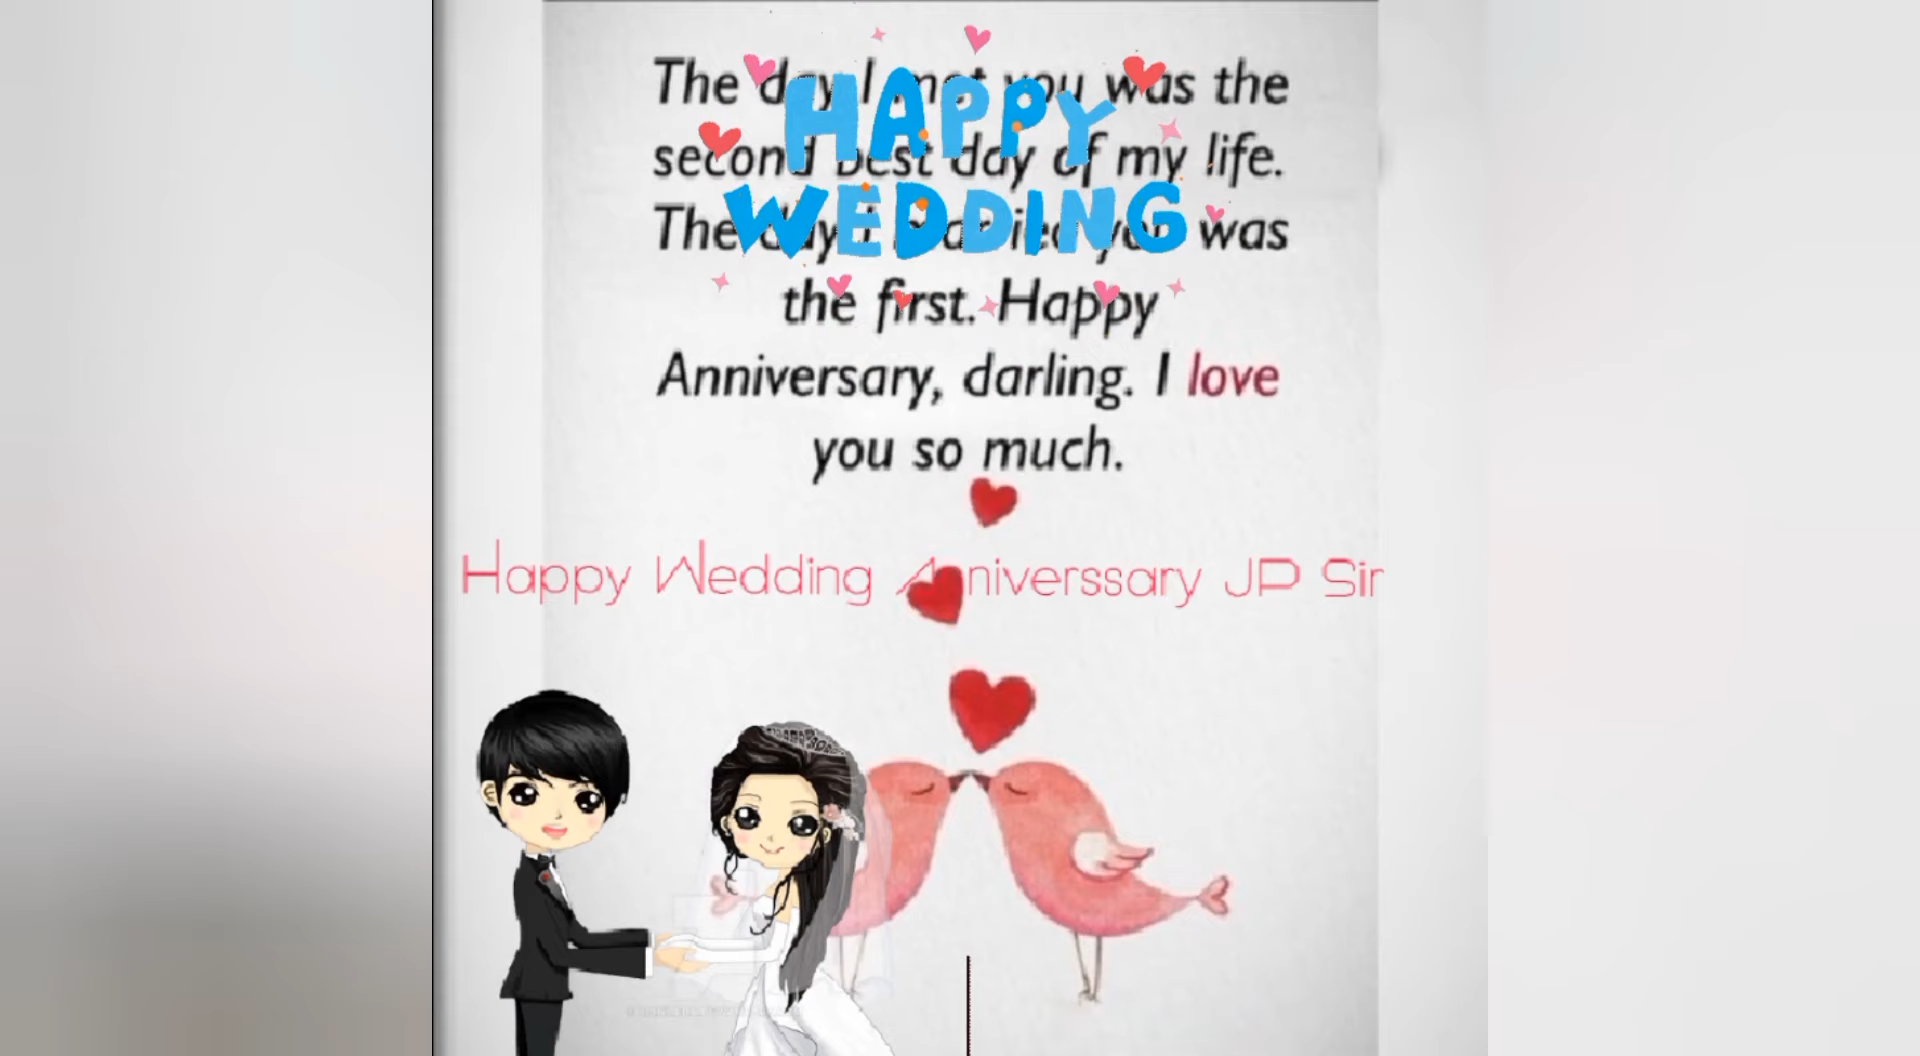 The day I met you was the
HAPPY
second best day of my life.
WEDDING
The day I married you was
the first. Happy
Anniversary, darling. I love
you so much.
Happy Wedding Anniverssary JP Sir